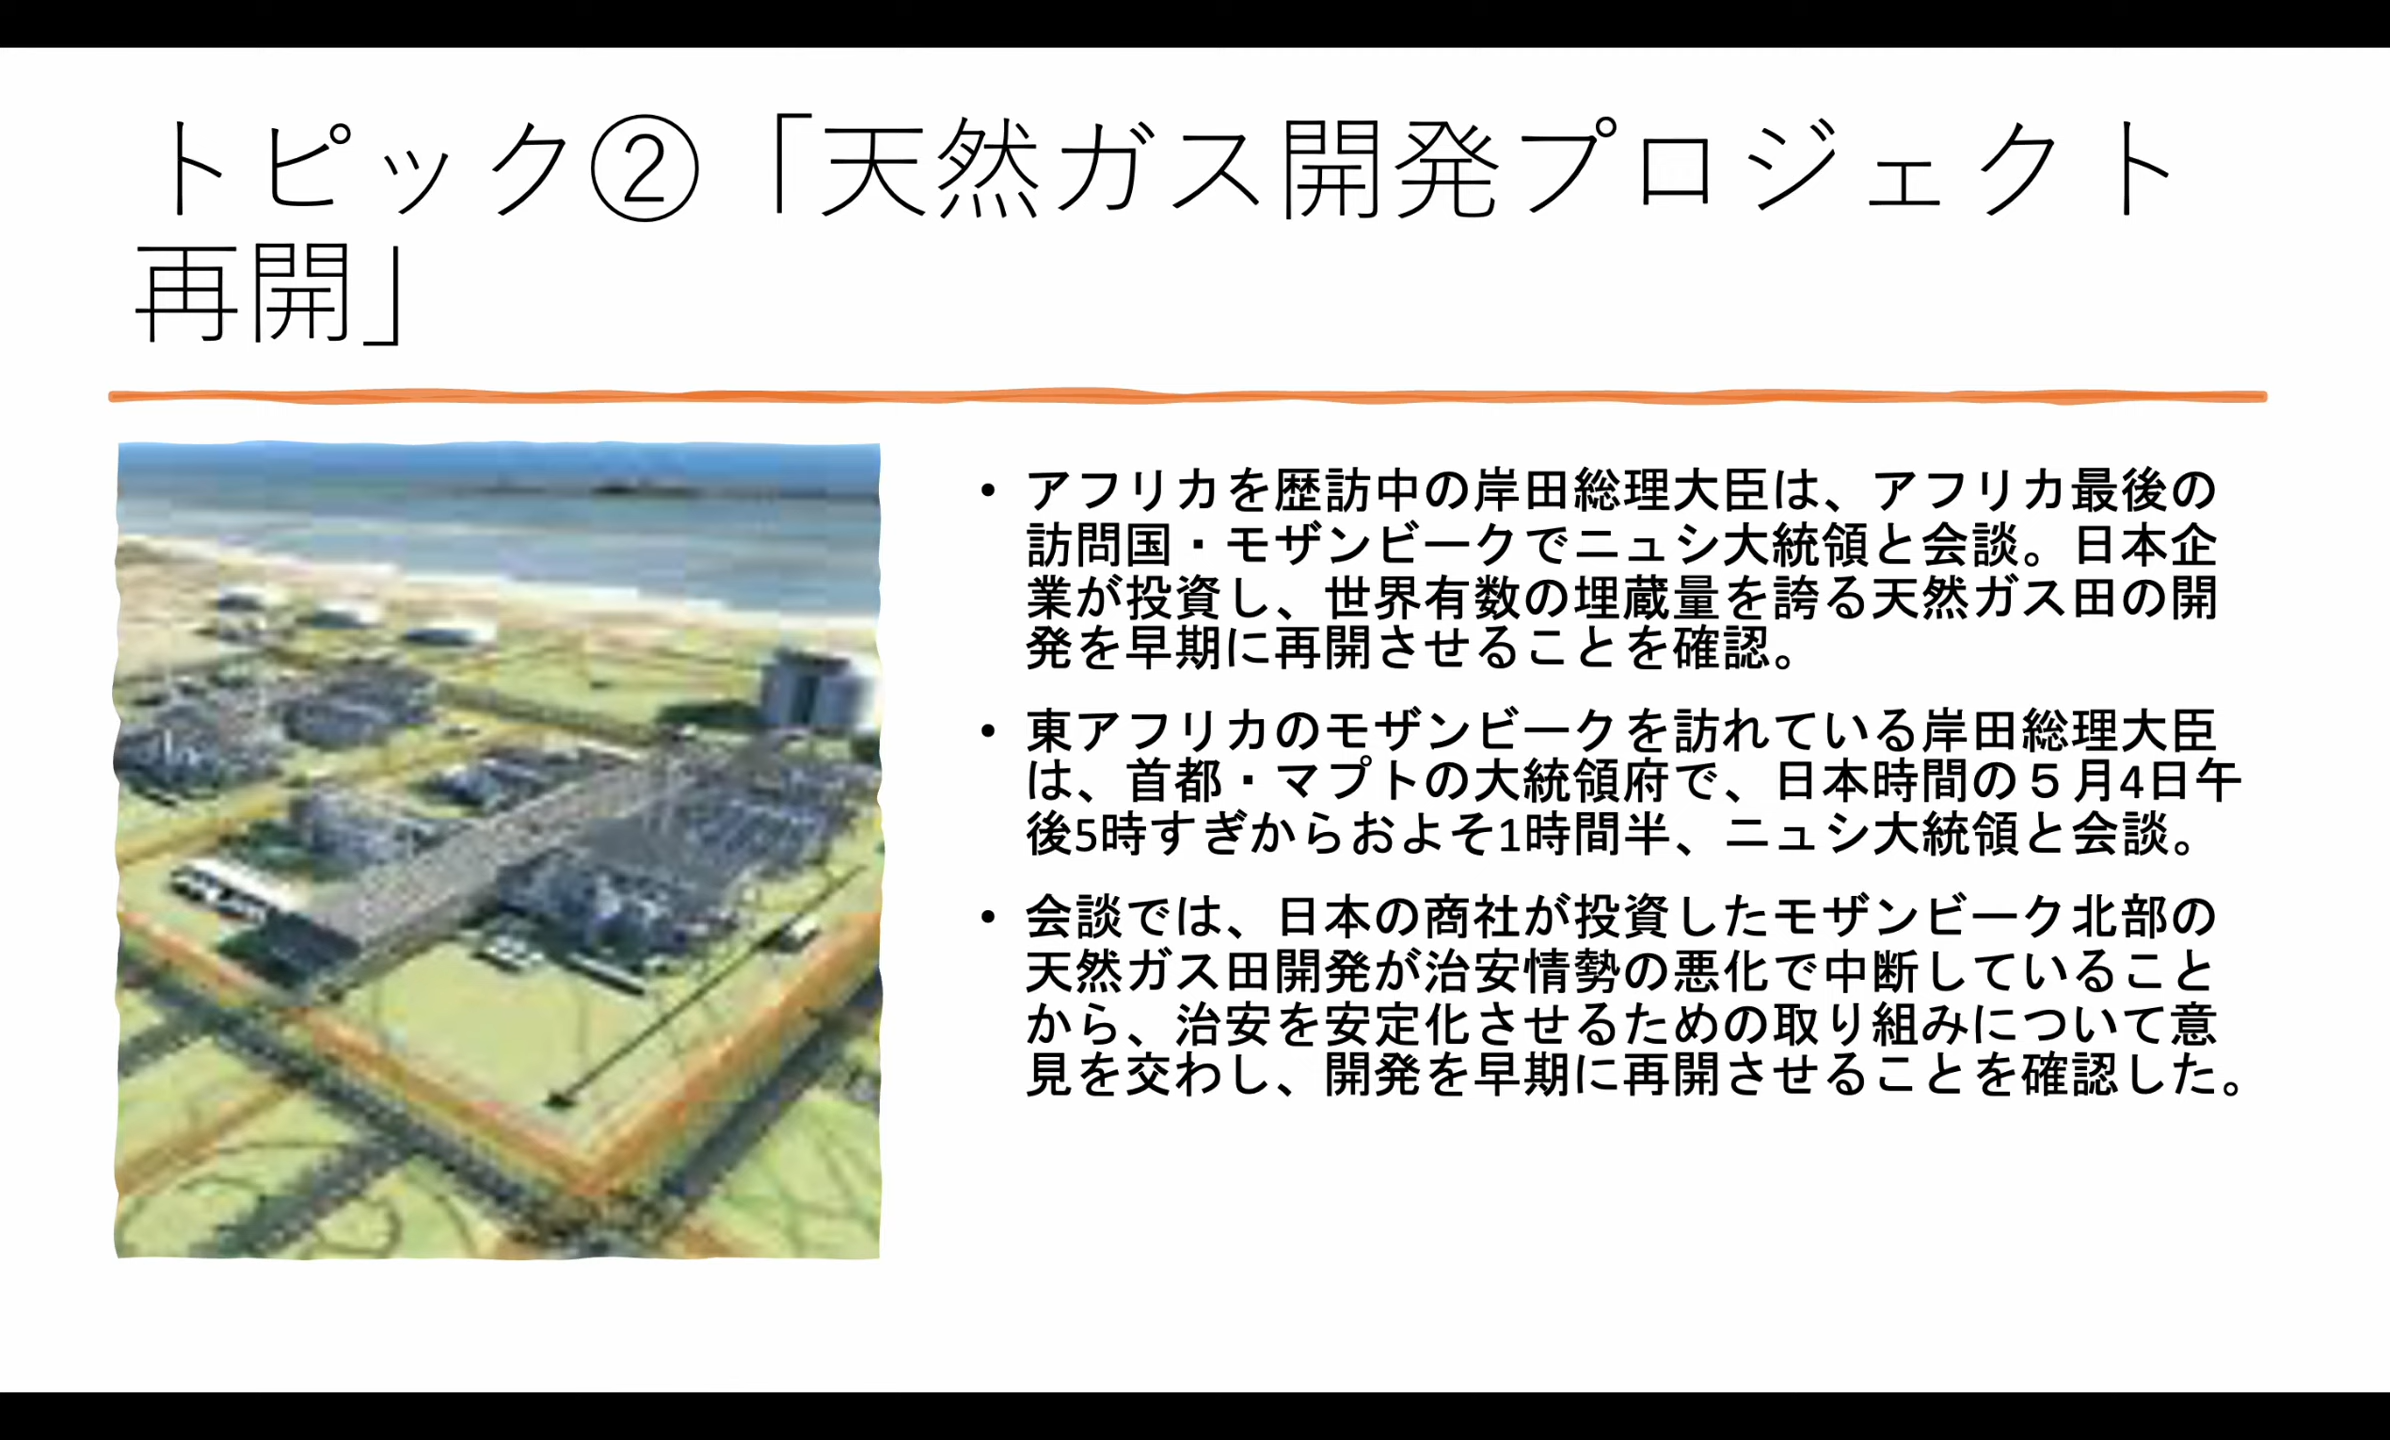 トピック②「天然ガス開発プロジェクト
再開」
• アフリカを歴訪中の岸田総理大臣は、アフリカ最後の
訪問国・モザンビークでニュシ大統領と会談。日本企
業が投資し、世界有数の埋蔵量を誇る天然ガス田の開
発を早期に再開させることを確認。
• 東アフリカのモザンビークを訪れている岸田総理大臣
は、首都・マプトの大統領府で、日本時間の５月4日午
後5時すぎからおよそ1時間半、ニュシ大統領と会談。
• 会談では、日本の商社が投資したモザンビーク北部の
天然ガス田開発が治安情勢の悪化で中断していること
から、治安を安定化させるための取り組みについて意
見を交わし、開発を早期に再開させることを確認した。